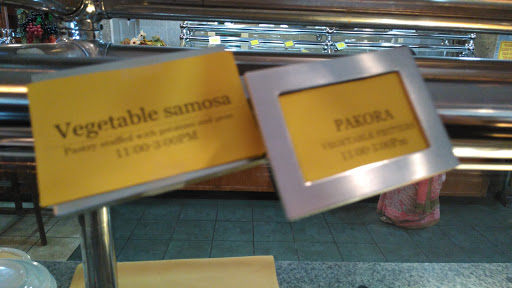 Vegetable samosa
Pastry stuffed with potatoes and peas
11:00-3:00PM
PAKORA
VEGETABLE FRITTERS
11:00-3:00Pm